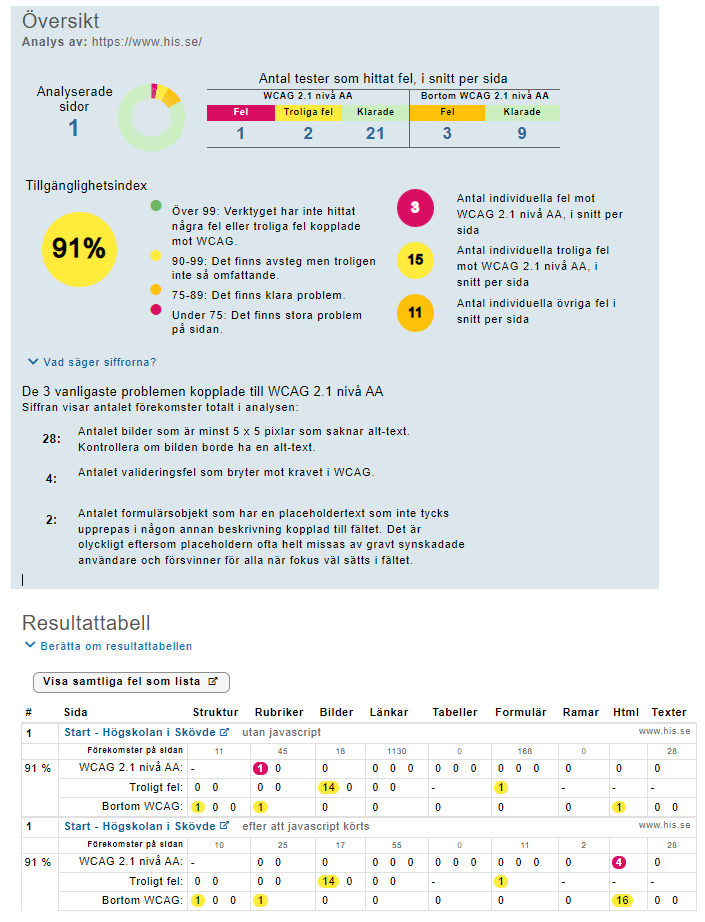 Översikt
Analys av: https://www.his.se/
Analyserade sidor
1
Antal tester som hittat fel, i snitt per sida
WCAG 2.1 nivå AA Bortom WCAG 2.1 nivå AA
Fel Troliga fel Klarade Fel Klarade
1 2 21 3 9
Tillgänglighetsindex
91%
Över 99: Verktyget har inte hittat
några fel eller troliga fel kopplade
mot WCAG.
90-99: Det finns avsteg men troligen
inte så omfattande.
75-89: Det finns klara problem.
Under 75: Det finns stora problem
på sidan.
3
Antal individuella fel mot
WCAG 2.1 nivå AA, i snitt per
sida
15
Antal individuella troliga fel
mot WCAG 2.1 nivå AA, i
snitt per sida
11
Antal individuella övriga fel i
snitt per sida
Vad säger siffrorna?
De 3 vanligaste problemen kopplade till WCAG 2.1 nivå AA
Siffran visar antalet förekomster totalt i analysen:
28: Antalet bilder som är minst 5 x 5 pixlar som saknar alt-text.
Kontrollera om bilden borde ha en alt-text.
4: Antalet valideringsfel som bryter mot kravet i WCAG.
2: Antalet formulärsobjekt som har en placeholdertext som inte tycks
upprepas i någon annan beskrivning kopplad till fältet. Det är
olyckligt eftersom placeholdern ofta helt missas av gravt synskadade
användare och försvinner för alla när fokus väl sätts i fältet.
Resultattabell
Berätta om resultattabellen
Visa samtliga fel som lista
# Sida Struktur Rubriker Bilder Länkar Tabeller Formulär Ramar Html Texter
1 Start - Högskolan i Skövde utan javascript www.his.se
Förekomster på sidan 11 45 18 1130 0 168 0 28
91 % WCAG 2.1 nivå AA: - 1 0 0 0 0 0 0 0 0 0 0 0 0 0 0
Troligt fel: 0 0 0 0 14 0 0 0 - 1 - - -
Bortom WCAG: 1 0 0 1 0 0 0 0 1 0 0
1 Start - Högskolan i Skövde efter att javascript körts www.his.se
Förekomster på sidan 10 25 17 55 0 11 2 28
91 % WCAG 2.1 nivå AA: - 0 0 0 0 0 0 0 0 0 0 0 0 0 4 0
Troligt fel: 0 0 0 0 14 0 0 0 - 1 - - -
Bortom WCAG: 1 0 0 1 0 0 0 0 16 0 0